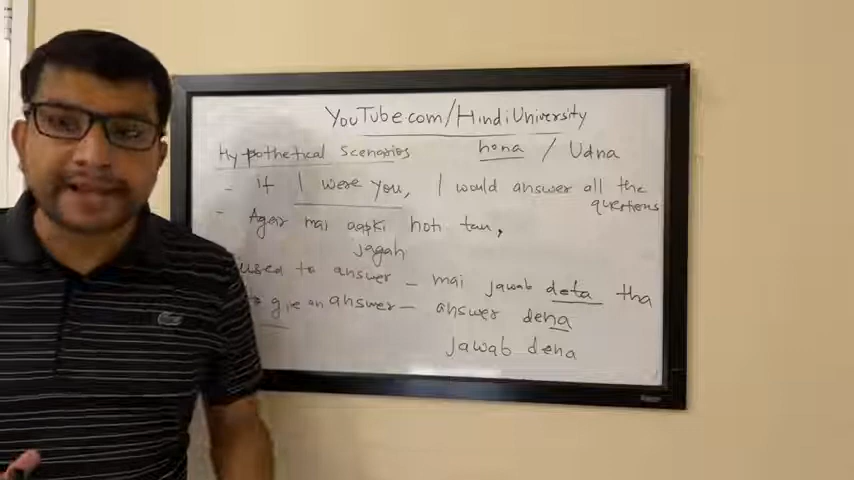 YouTube.com/HindiUniversity
Hypothetical Scenarios hona / Udna
- if I were you, I would answer all the
questions
- Agar mai aapki hoti tau,
jagah
used to answer - mai jawab deta tha
give an answer - answer dena
jawab dena